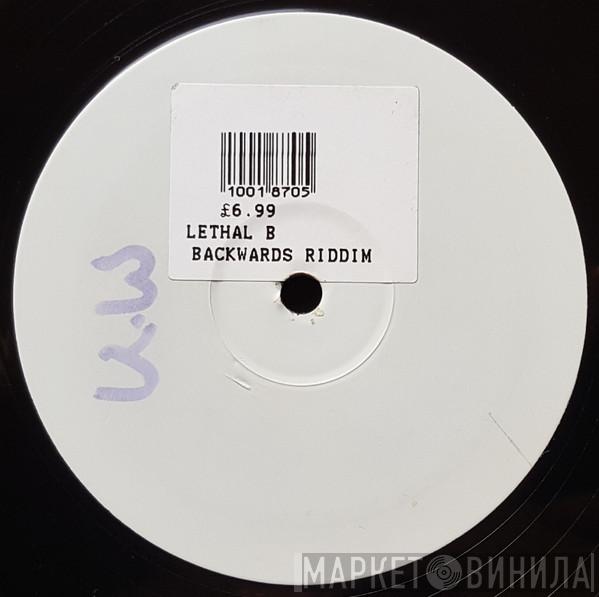 10018705
£6.99
LETHAL B
BACKWARDS RIDDIM
МАРКЕТ ВИНИЛА